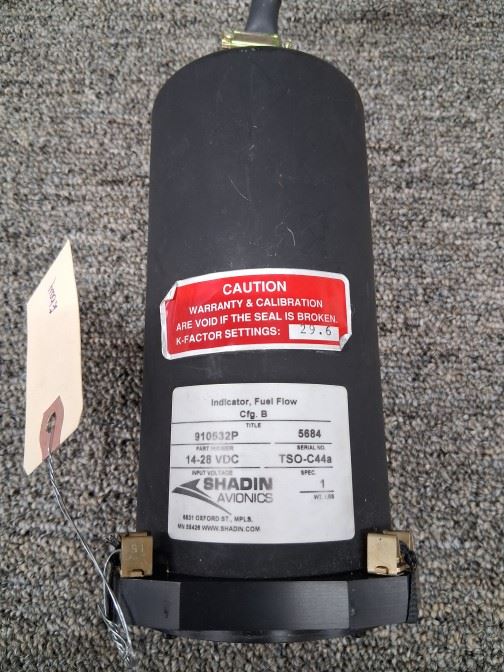 CAUTION
WARRANTY & CALIBRATION
ARE VOID IF THE SEAL IS BROKEN.
K-FACTOR SETTINGS: 29.6
Indicator, Fuel Flow
Cfg. B
TITLE
910532P 5684
PART NUMBER SERIAL NO.
14-28 VDC TSO-C44a
INPUT VOLTAGE SPEC.
SHADIN 1
AVIONICS WT. LBS
6831 OXFORD ST., MPLS.
MN 55426 WWW.SHADIN.COM